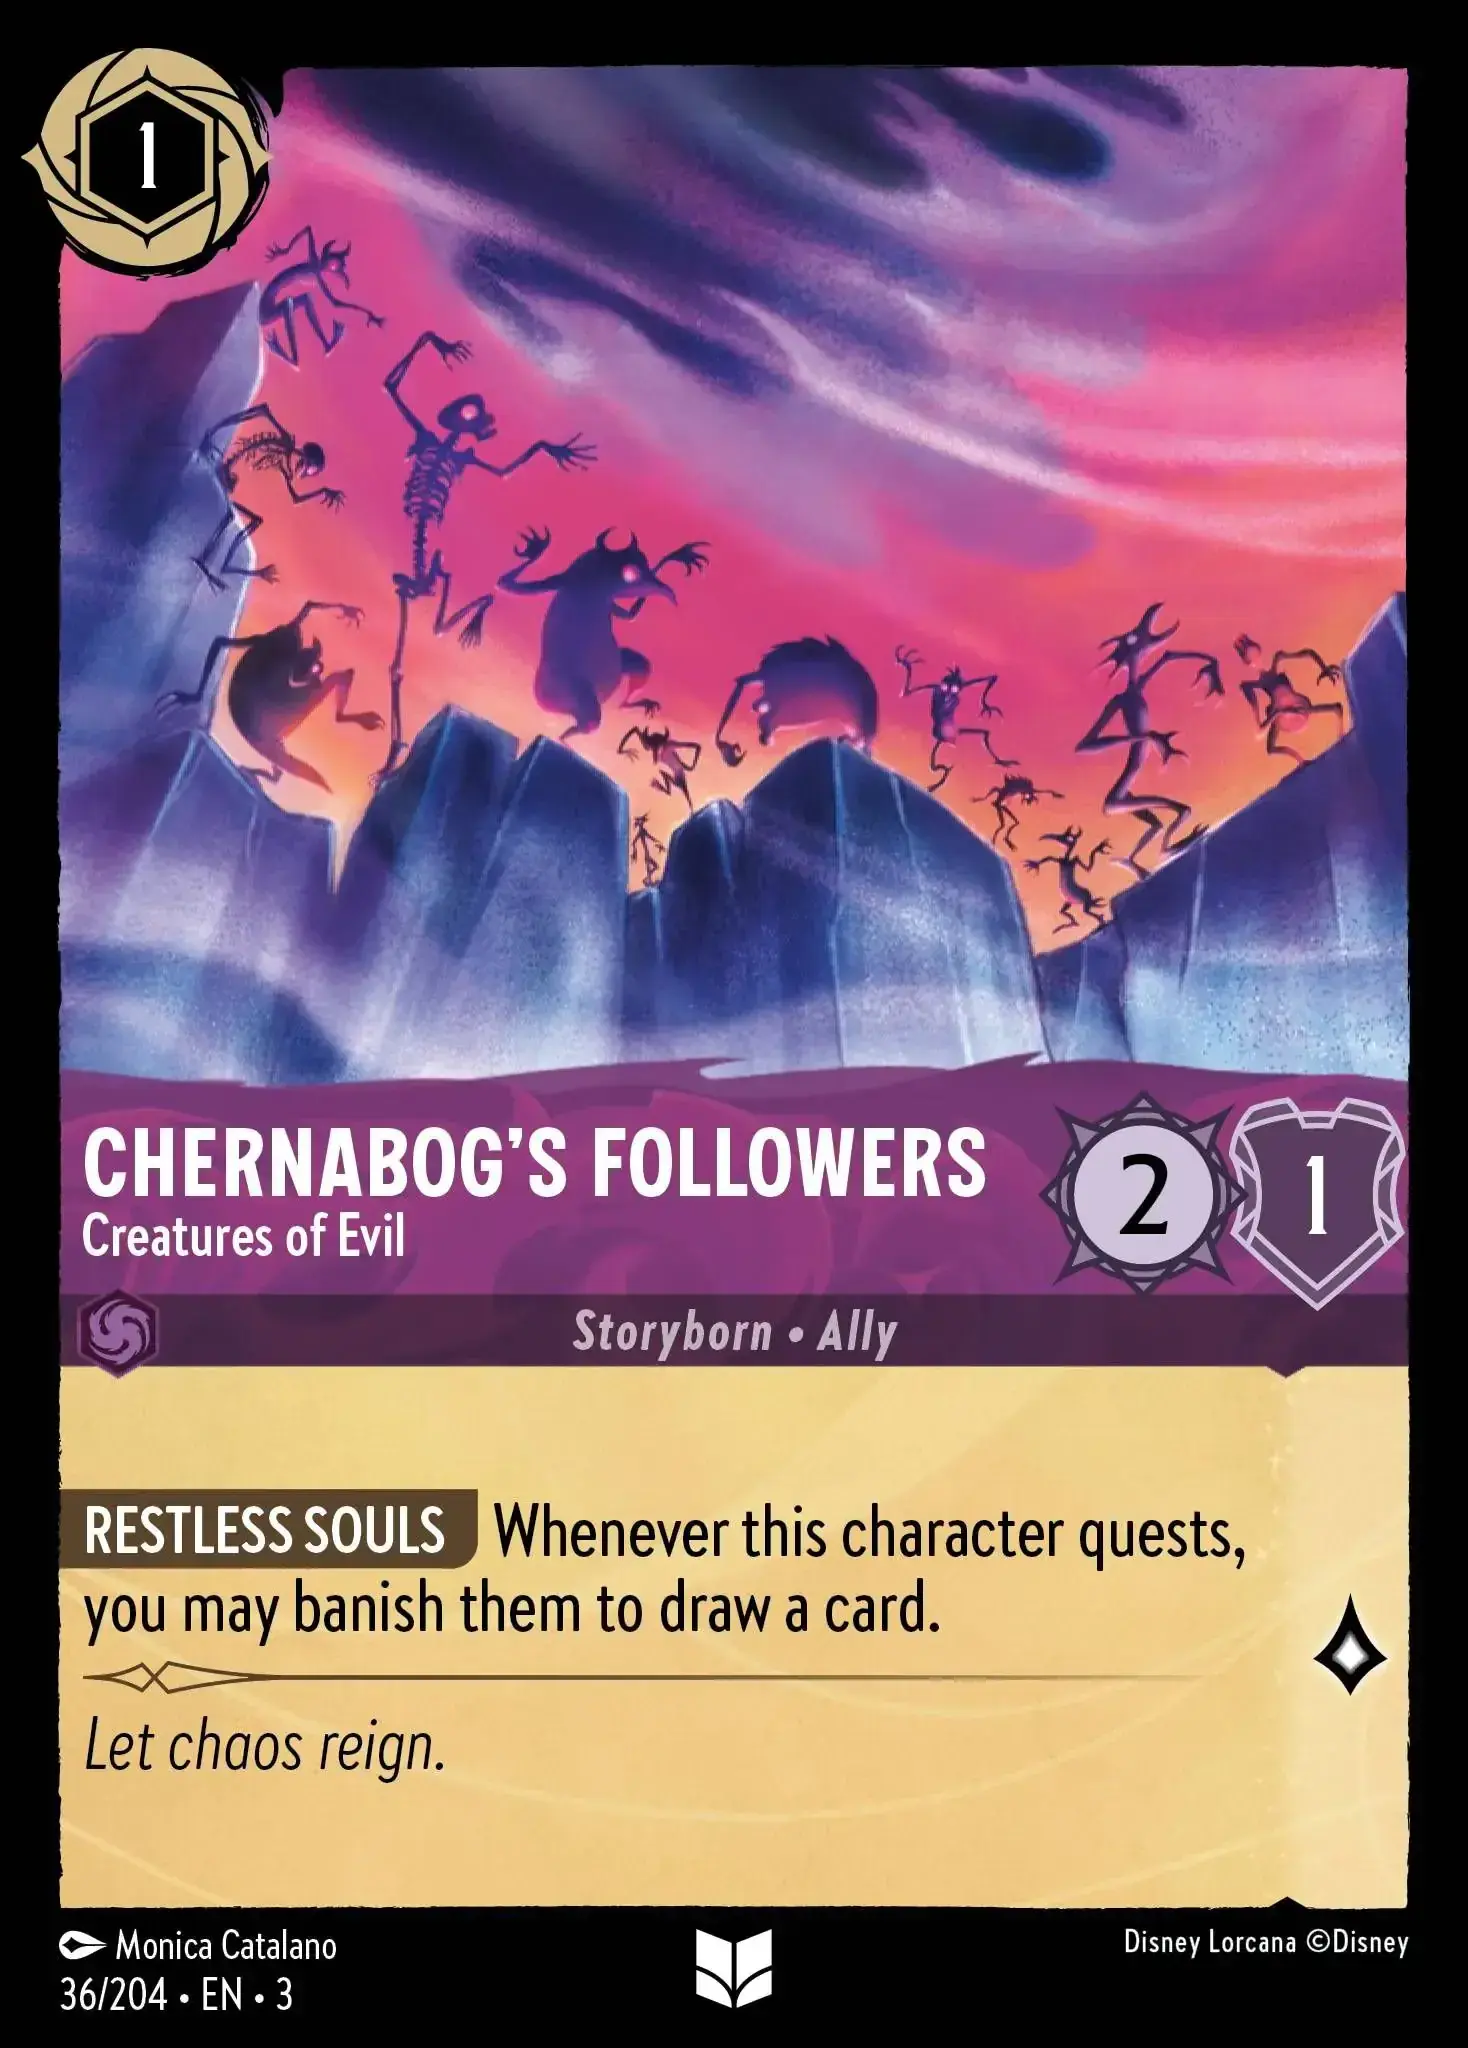 1
CHERNABOG’S FOLLOWERS
Creatures of Evil
2
1
Storyborn • Ally
RESTLESS SOULS Whenever this character quests,
you may banish them to draw a card.
Let chaos reign.
Monica Catalano
36/204 • EN • 3
Disney Lorcana ©Disney